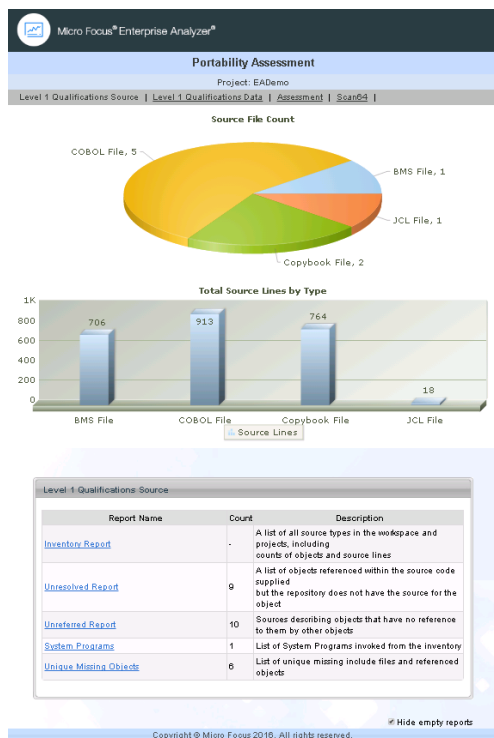 Micro Focus® Enterprise Analyzer®
Portability Assessment
Project: EADemo
Level 1 Qualifications Source | Level 1 Qualifications Data | Assessment | Scan64 |
Source File Count
COBOL File, 5
BMS File, 1
JCL File, 1
Copybook File, 2
Total Source Lines by Type
1K
800
600
400
200
0
706
913
764
18
BMS File
COBOL File
Copybook File
JCL File
Source Lines
Level 1 Qualifications Source
Report Name Count Description
Inventory Report - A list of all source types in the workspace and
projects, including
counts of objects and source lines
Unresolved Report 9 A list of objects referenced within the source code
supplied
but the repository does not have the source for the
object
Unreferred Report 10 Sources describing objects that have no reference
to them by other objects
System Programs 1 List of System Programs invoked from the inventory
Unique Missing Objects 6 List of unique missing include files and referenced
objects
Hide empty reports
Copyright © Micro Focus 2016. All rights reserved.